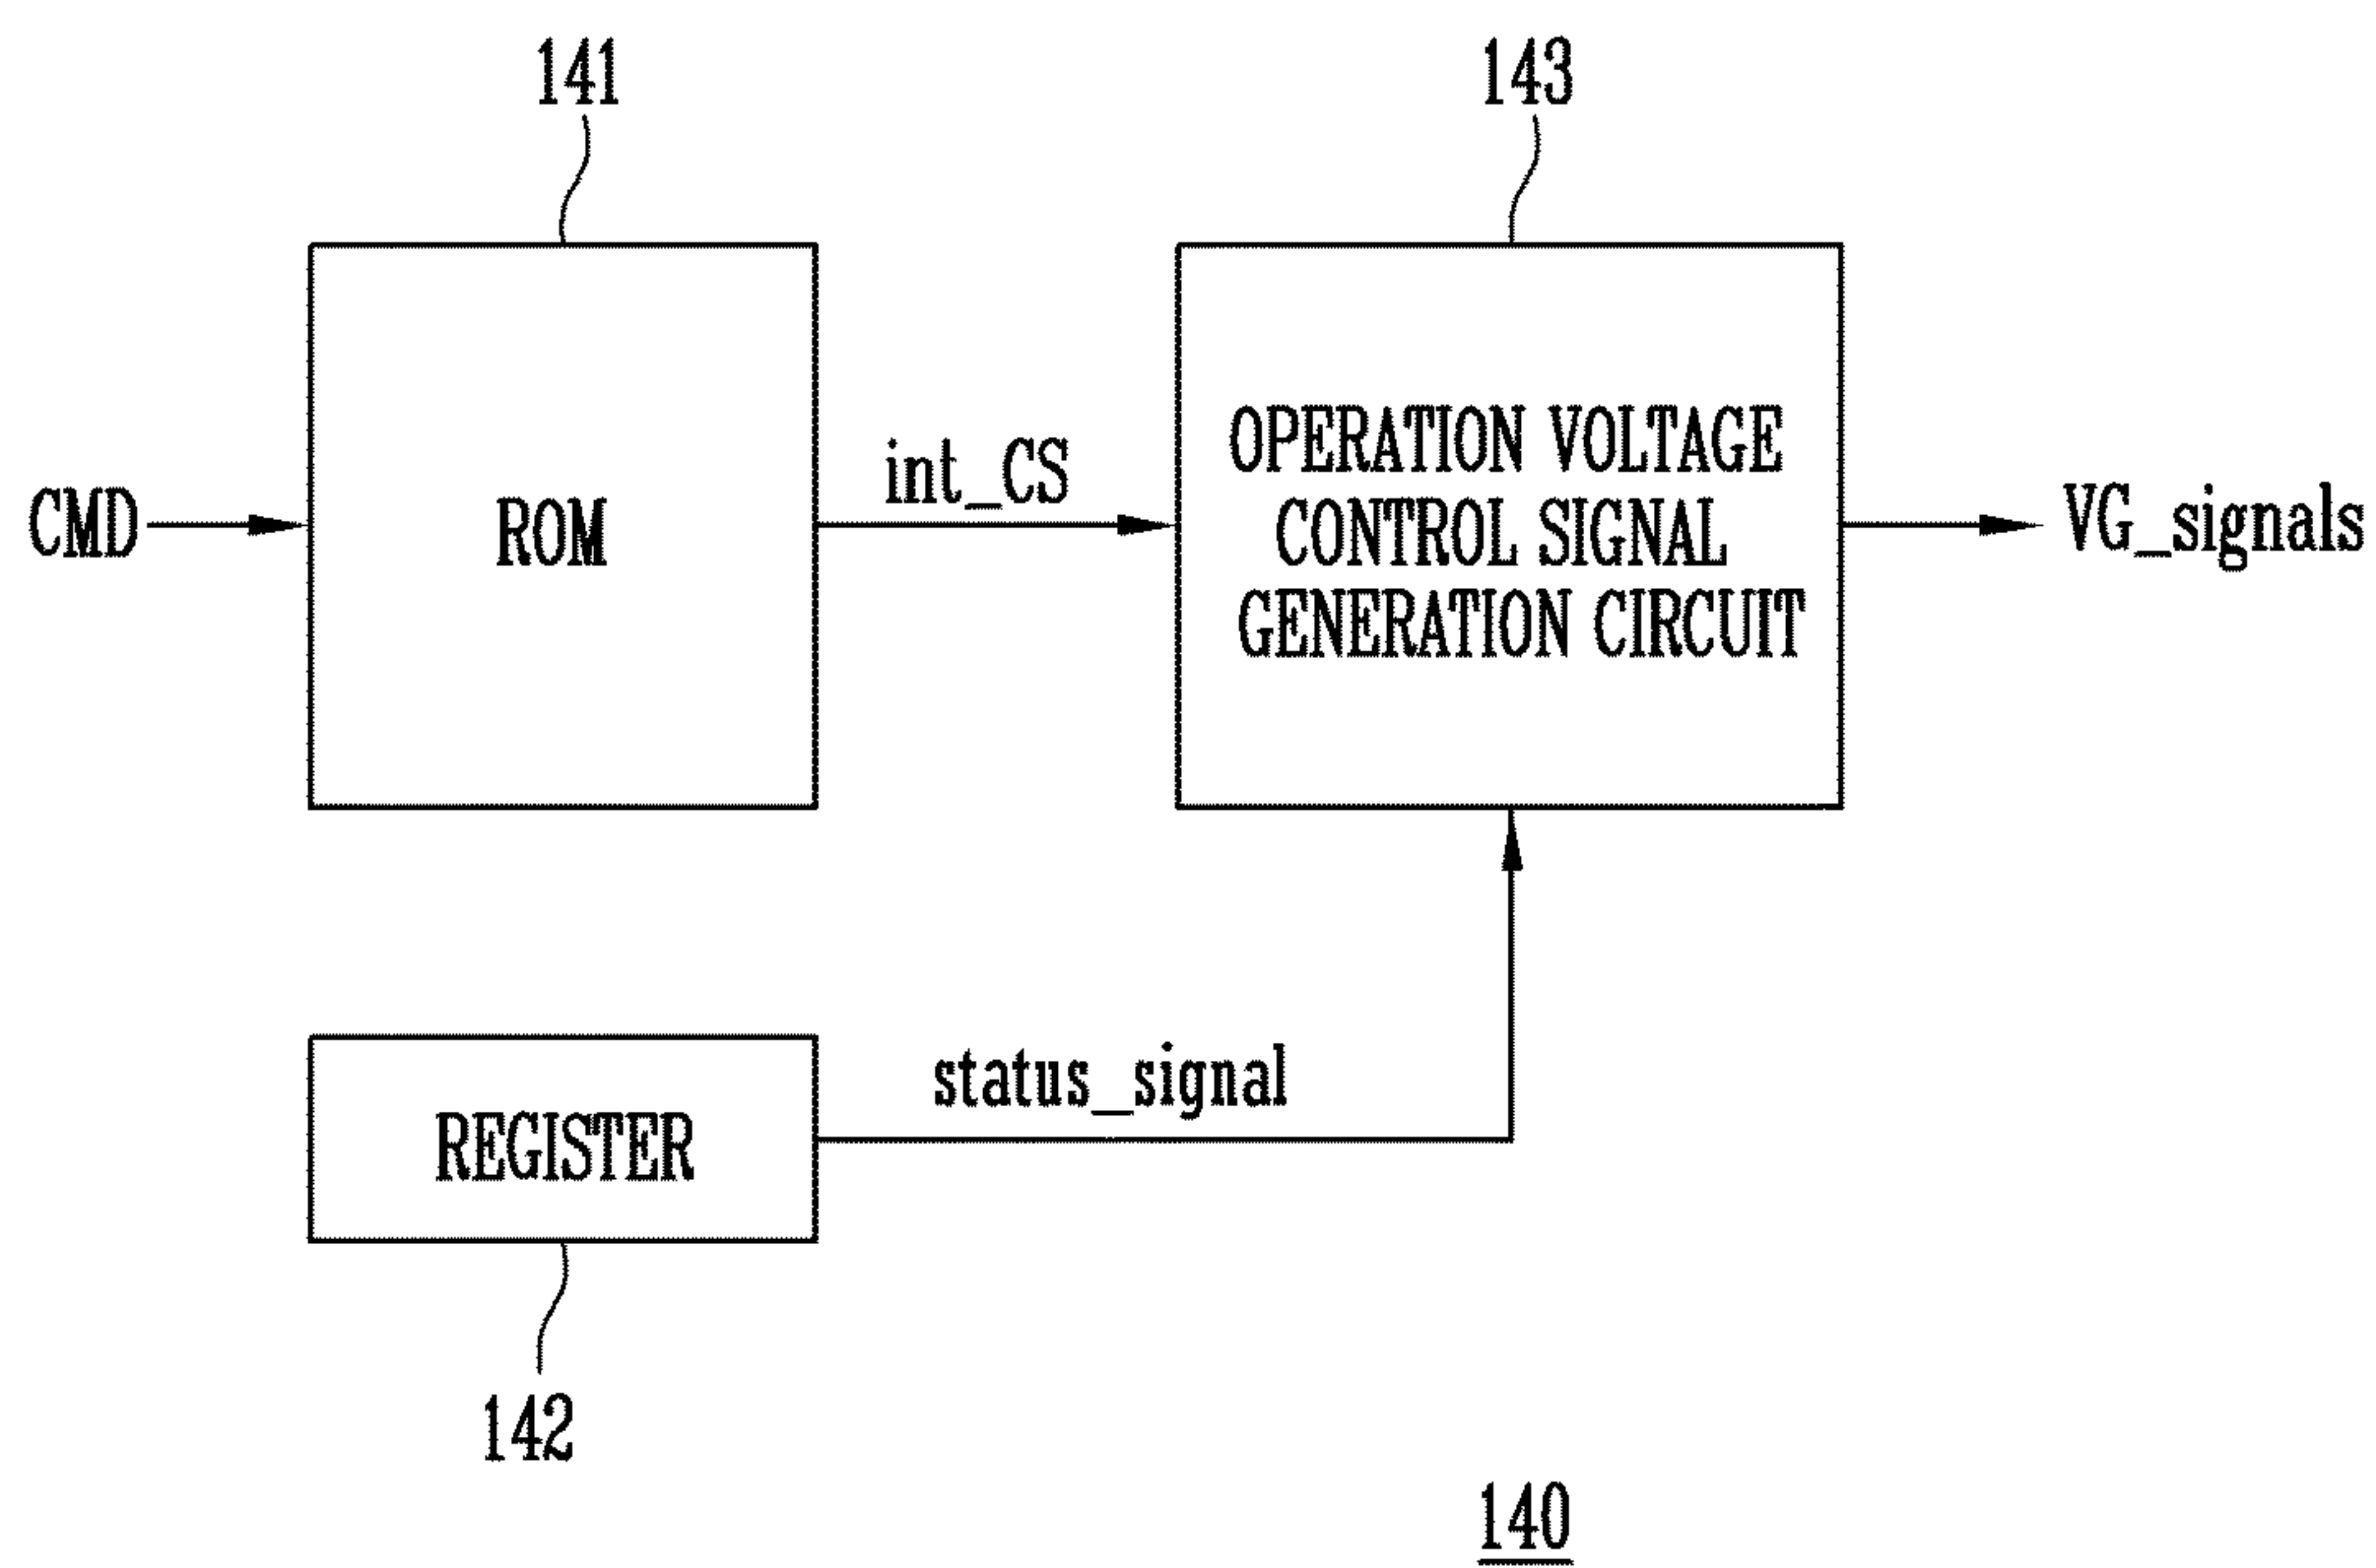 141
143
CMD
ROM
int_CS
OPERATION VOLTAGE
CONTROL SIGNAL
GENERATION CIRCUIT
VG_signals
REGISTER
status_signal
142
140